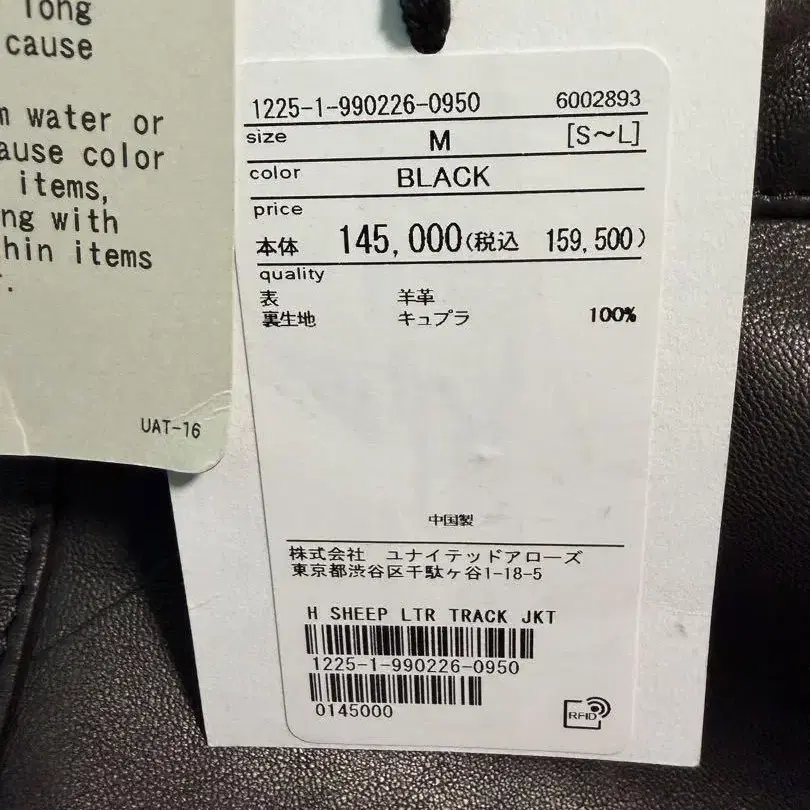 long
cause
m water or
ause color
items,
ng with
hin items
.
UAT-16
1225-1-990226-0950 6002893
size M [S～L]
color BLACK
price
本体 145,000(税込 159,500)
quality
表 羊革
裏生地 キュプラ 100%
中国製
株式会社 ユナイテッドアローズ
東京都渋谷区千駄ヶ谷1-18-5
H SHEEP LTR TRACK JKT
1225-1-990226-0950
0145000
RFID